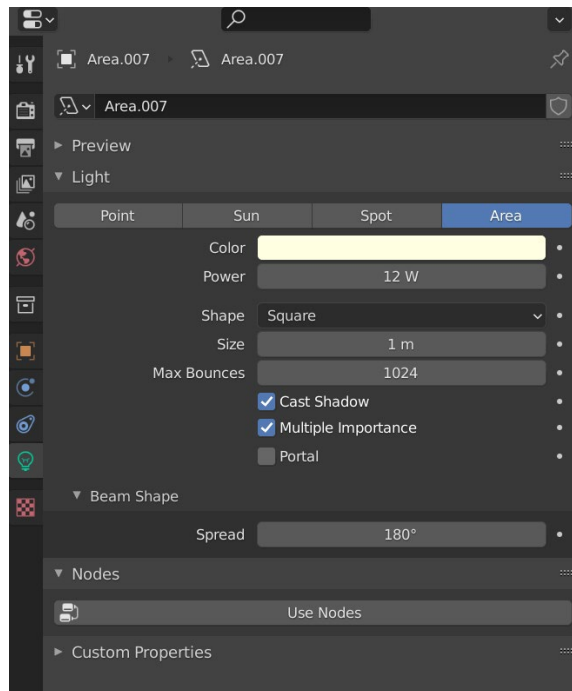 Area.007 Area.007
Area.007
Preview
Light
Point Sun Spot Area
Color
Power 12 W
Shape Square
Size 1 m
Max Bounces 1024
Cast Shadow
Multiple Importance
Portal
Beam Shape
Spread 180°
Nodes
Use Nodes
Custom Properties